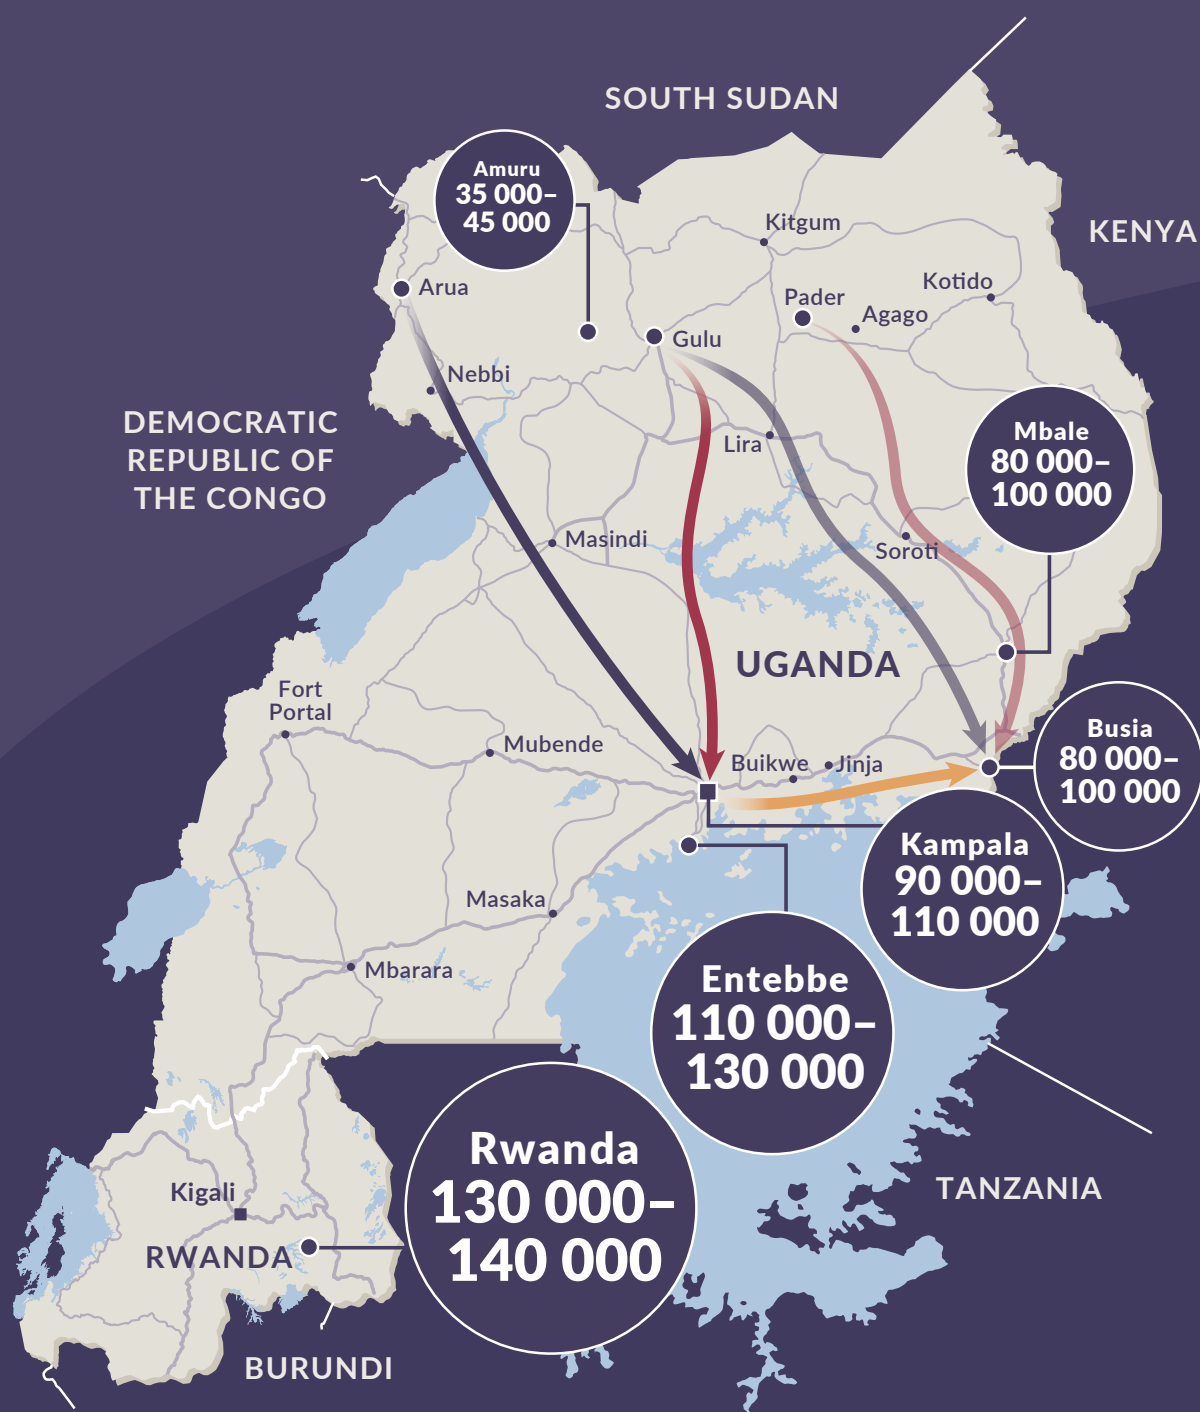 SOUTH SUDAN
Amuru
35 000–
45 000
Kitgum
KENYA
Arua
Kotido
Pader
Agago
Gulu
Nebbi
DEMOCRATIC
REPUBLIC OF
THE CONGO
Mbale
80 000–
100 000
Lira
Masindi
Soroti
UGANDA
Fort
Portal
Mubende
Buikwe
Jinja
Busia
80 000–
100 000
Kampala
90 000–
110 000
Masaka
Mbarara
Entebbe
110 000–
130 000
Rwanda
130 000–
140 000
TANZANIA
Kigali
RWANDA
BURUNDI